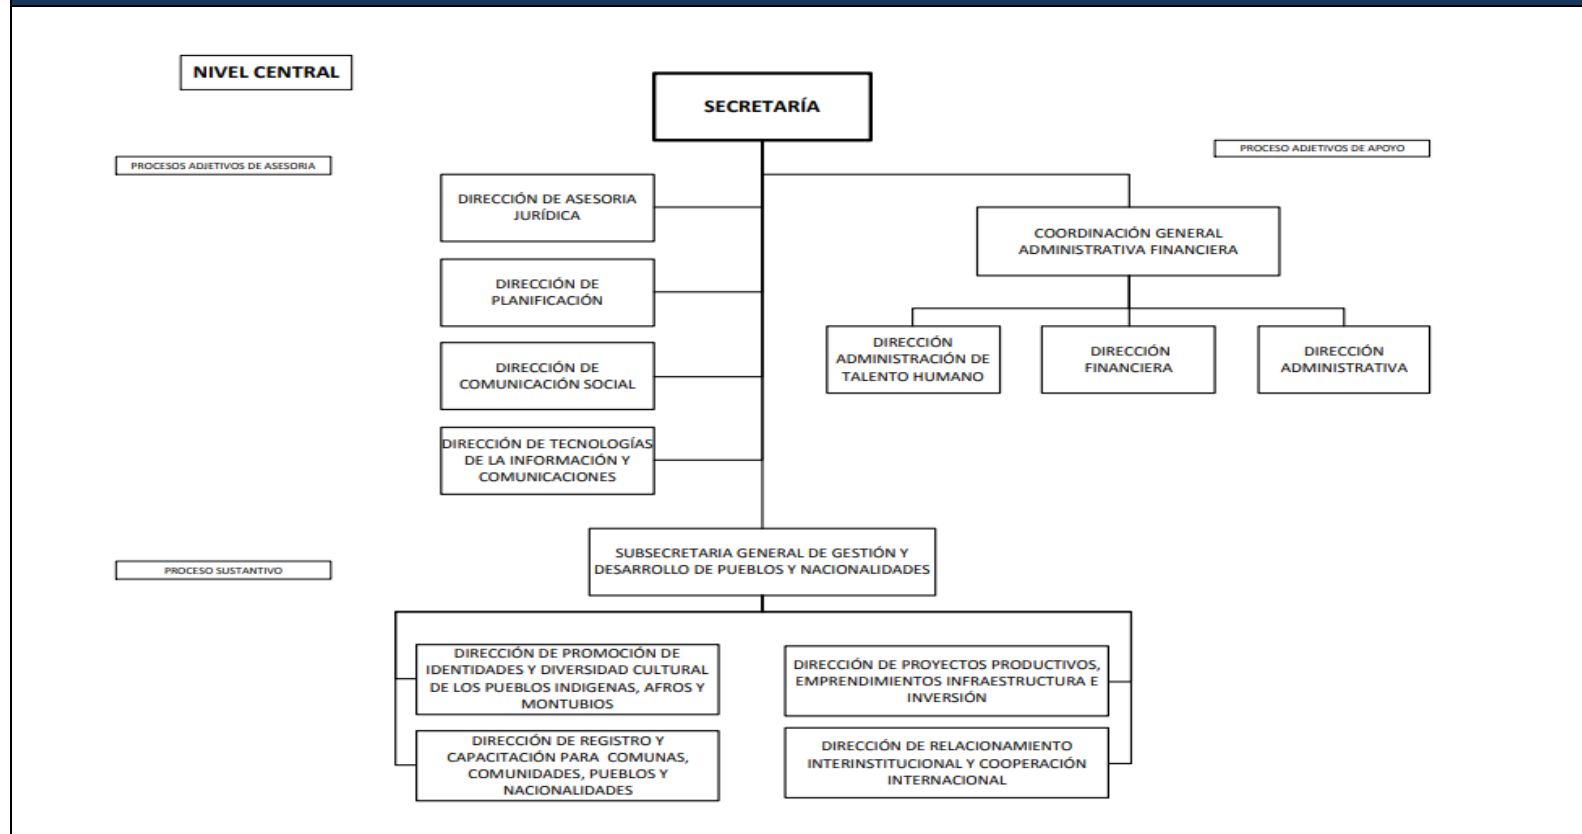 NIVEL CENTRAL
SECRETARÍA
PROCESOS ADJETIVOS DE ASESORIA
PROCESO ADJETIVOS DE APOYO
DIRECCIÓN DE ASESORIA
JURÍDICA
COORDINACIÓN GENERAL
ADMINISTRATIVA FINANCIERA
DIRECCIÓN DE
PLANIFICACIÓN
DIRECCIÓN
ADMINISTRACIÓN DE
TALENTO HUMANO
DIRECCIÓN
FINANCIERA
DIRECCIÓN
ADMINISTRATIVA
DIRECCIÓN DE
COMUNICACIÓN SOCIAL
DIRECCIÓN DE TECNOLOGÍAS
DE LA INFORMACIÓN Y
COMUNICACIONES
SUBSECRETARIA GENERAL DE GESTIÓN Y
DESARROLLO DE PUEBLOS Y NACIONALIDADES
PROCESO SUSTANTIVO
DIRECCIÓN DE PROMOCIÓN DE
IDENTIDADES Y DIVERSIDAD CULTURAL
DE LOS PUEBLOS INDIGENAS, AFROS Y
MONTUBIOS
DIRECCIÓN DE PROYECTOS PRODUCTIVOS,
EMPRENDIMIENTOS INFRAESTRUCTURA E
INVERSIÓN
DIRECCIÓN DE REGISTRO Y
CAPACITACIÓN PARA COMUNAS,
COMUNIDADES, PUEBLOS Y
NACIONALIDADES
DIRECCIÓN DE RELACIONAMIENTO
INTERINSTITUCIONAL Y COOPERACIÓN
INTERNACIONAL